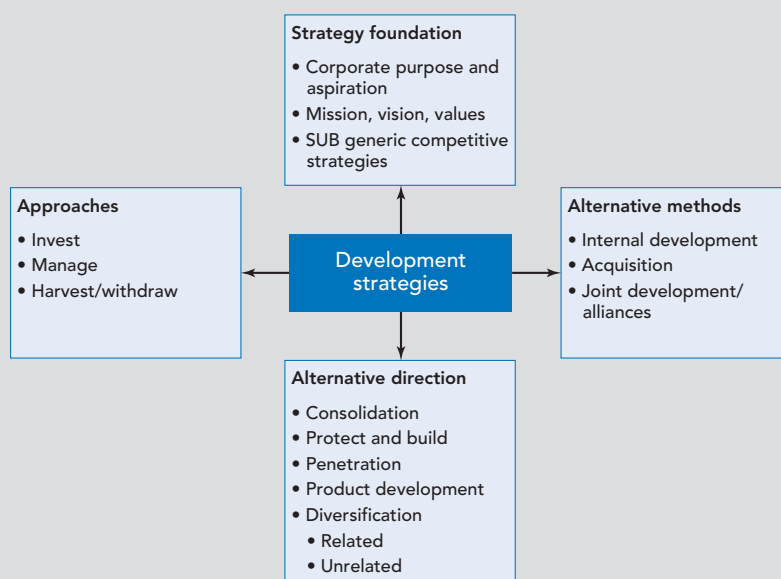 Strategy foundation
• Corporate purpose and
aspiration
• Mission, vision, values
• SUB generic competitive
strategies
Approaches
• Invest
• Manage
• Harvest/withdraw
Development
strategies
Alternative methods
• Internal development
• Acquisition
• Joint development/
alliances
Alternative direction
• Consolidation
• Protect and build
• Penetration
• Product development
• Diversification
• Related
• Unrelated